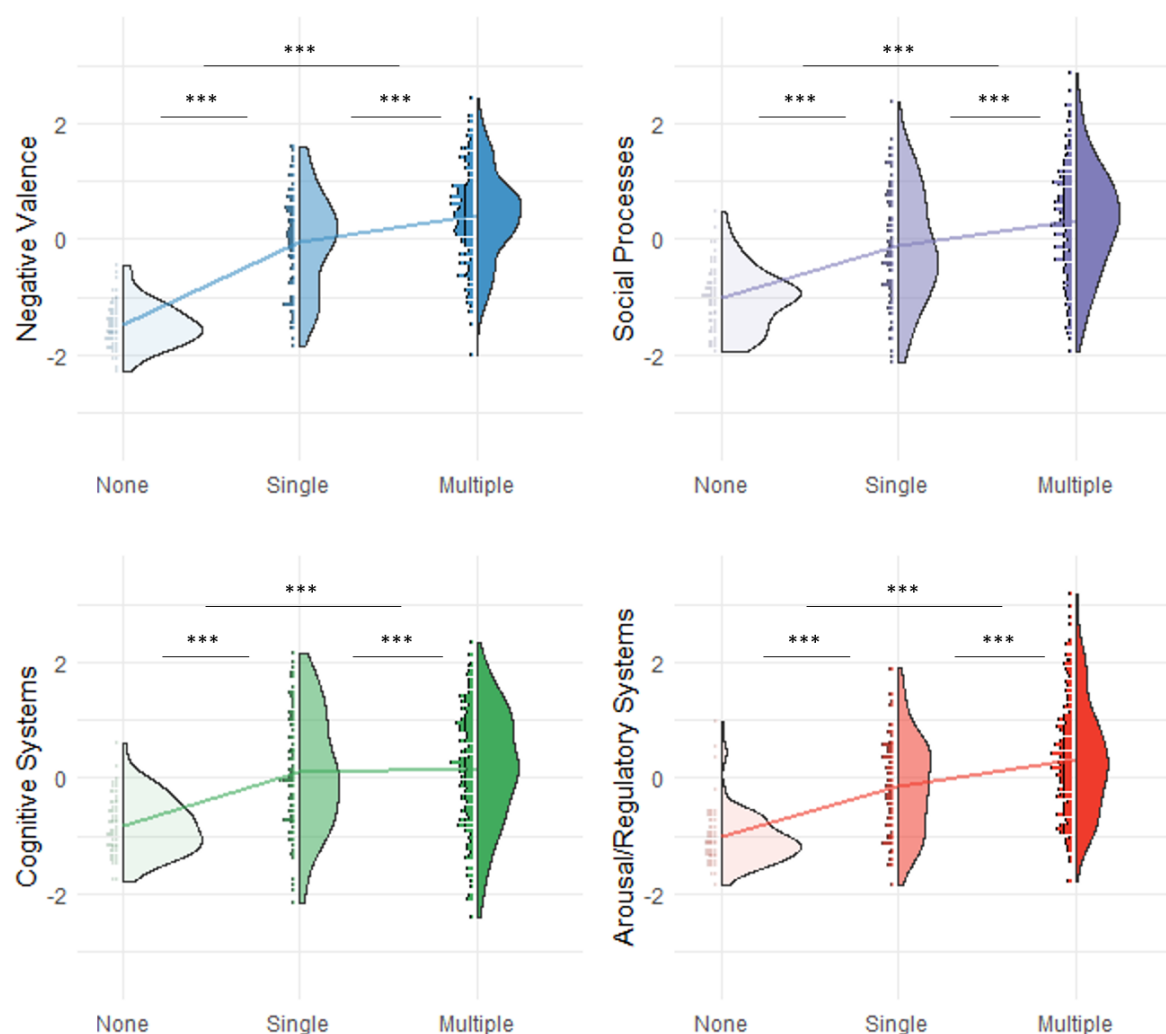 ***
***
***
Negative Valence
2
0
-2
None
Single
Multiple
***
***
***
Social Processes
2
0
-2
None
Single
Multiple
***
***
***
Cognitive Systems
2
0
-2
None
Single
Multiple
***
***
***
Arousal/Regulatory Systems
2
0
-2
None
Single
Multiple